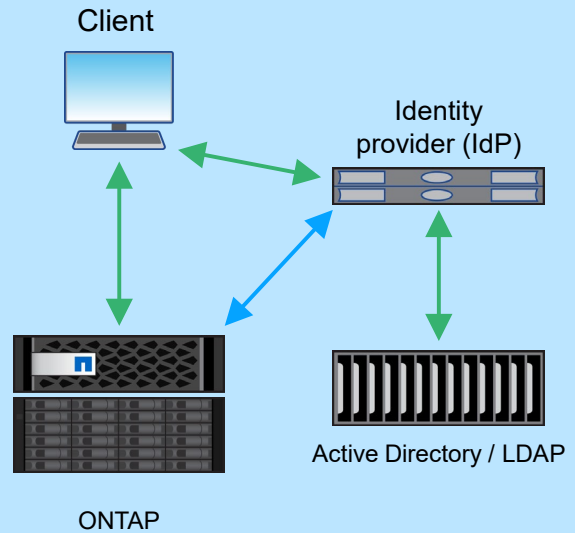 Client
Identity
provider (IdP)
Active Directory / LDAP
ONTAP